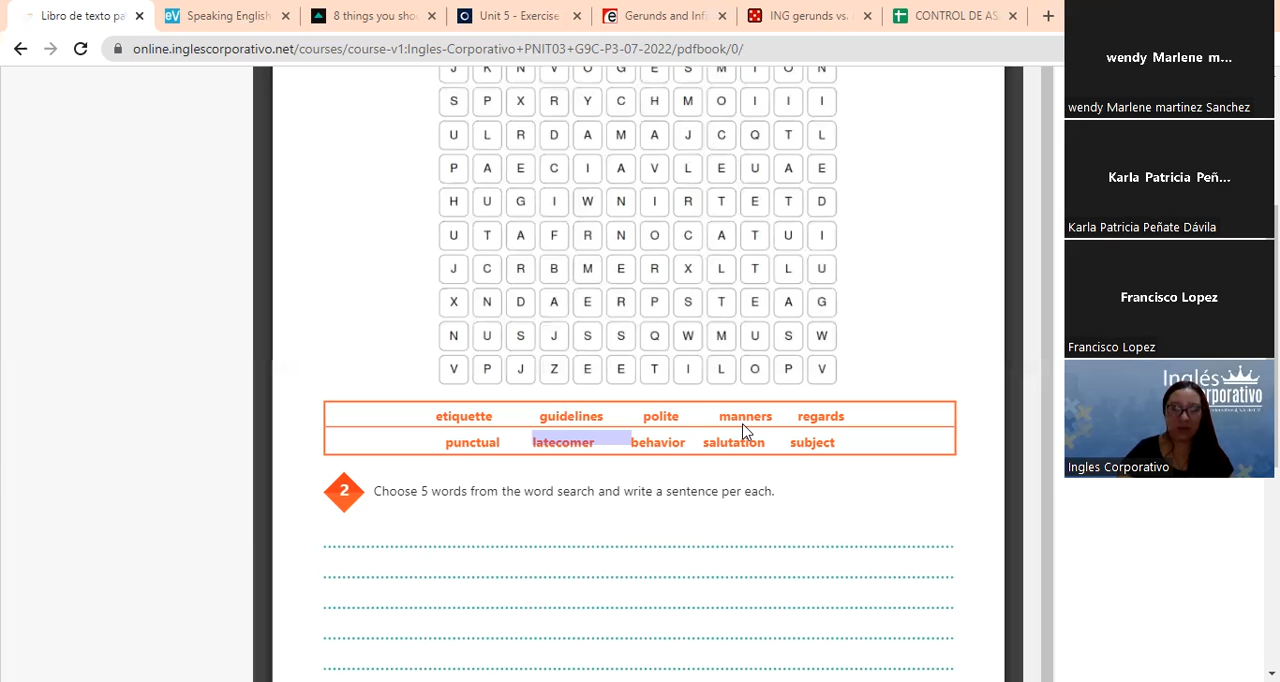 Libro de texto pa
Speaking English
8 things you shou
Unit 5 - Exercise
Gerunds and Inf
ING gerunds vs.
CONTROL DE AS
online.inglescorporativo.net/courses/course-v1:Ingles-Corporativo+PNIT03+G9C-P3-07-2022/pdfbook/0/
J K N V O G E S M T O N
S P X R Y C H M O I I I
U L R D A M A J C Q T L
P A E C I A V L E U A E
H U G I W N I R T E T D
U T A F R N O C A T U I
J C R B M E R X L T L U
X N D A E R P S T E A G
N U S J S S Q W M U S W
V P J Z E E T I L O P V
etiquette guidelines polite manners regards
punctual latecomer behavior salutation subject
2 Choose 5 words from the word search and write a sentence per each.
wendy Marlene m...
wendy Marlene martinez Sanchez
Karla Patricia Peñ...
Karla Patricia Peñate Dávila
Francisco Lopez
Francisco Lopez
Inglés
orporativo
Ingles Corporativo